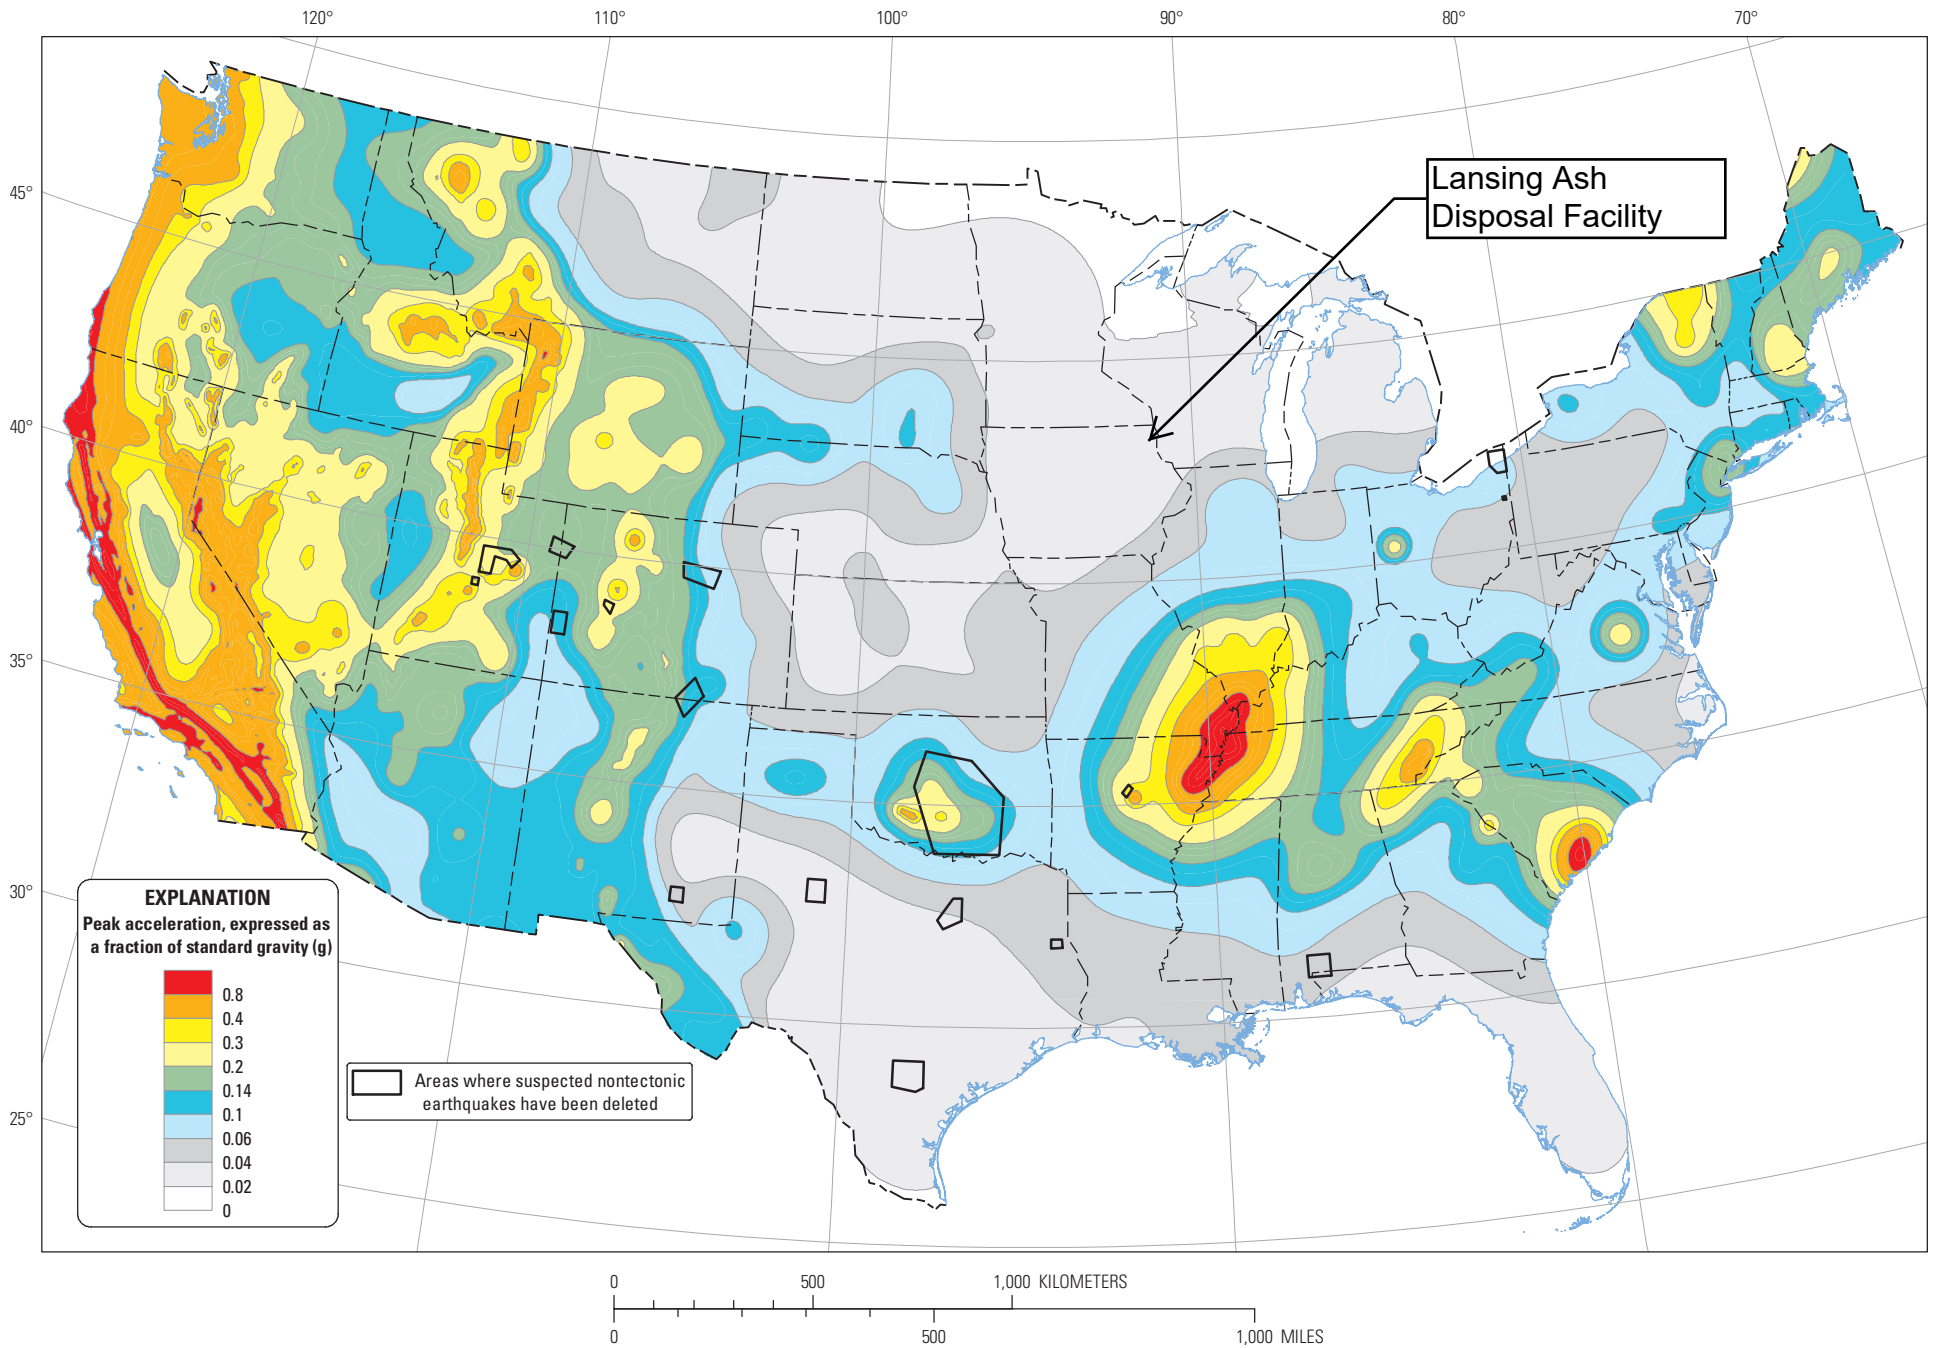 120°
110°
100°
90°
80°
70°
45°
40°
35°
30°
25°
Lansing Ash
Disposal Facility
EXPLANATION
Peak acceleration, expressed as
a fraction of standard gravity (g)
0.8
0.4
0.3
0.2
0.14
0.1
0.06
0.04
0.02
0
Areas where suspected nontectonic
earthquakes have been deleted
0
500
1,000 KILOMETERS
0
500
1,000 MILES